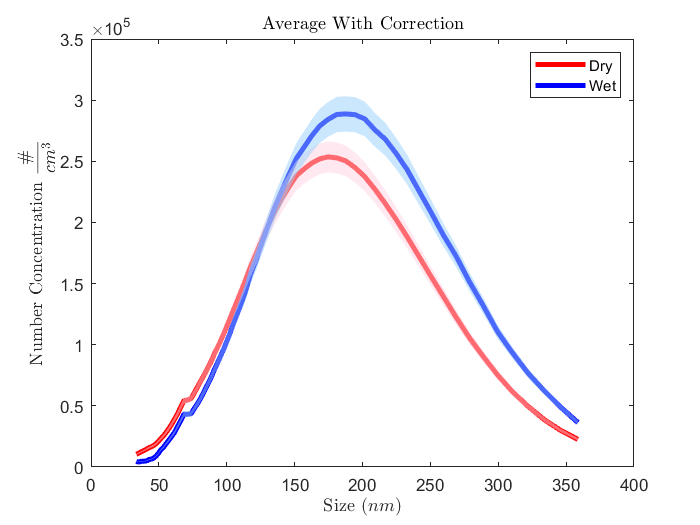 Average With Correction
×10^5
3.5
3
2.5
2
1.5
1
0.5
0
0 50 100 150 200 250 300 350 400
Size (nm)
Number Concentration #/cm^3
Dry
Wet